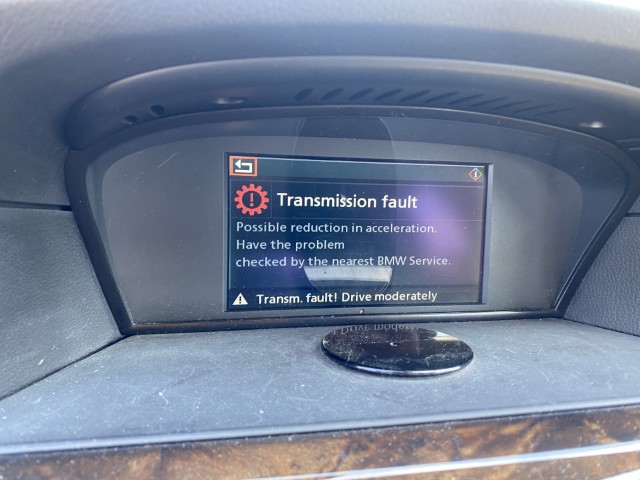 Transmission fault
Possible reduction in acceleration.
Have the problem
checked by the nearest BMW Service.
Transm. fault! Drive moderately